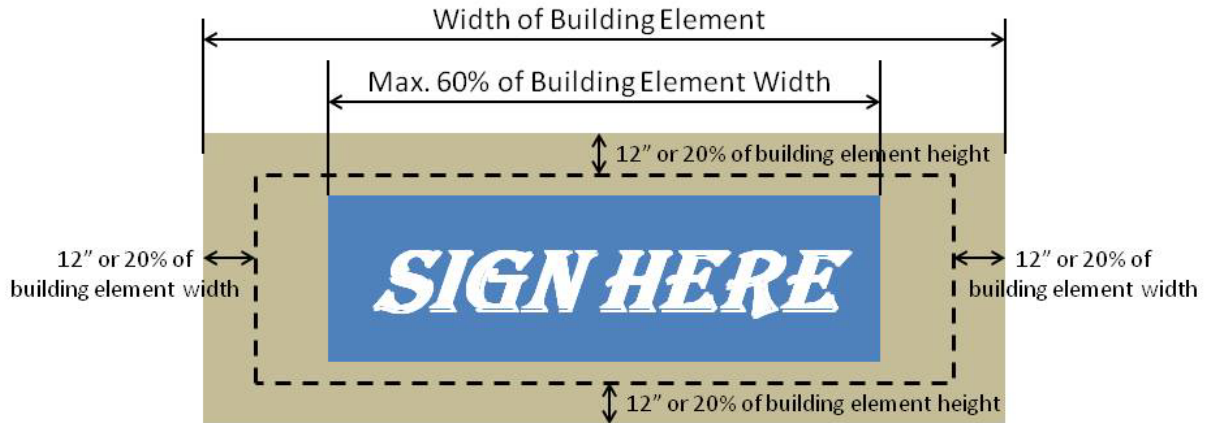 Width of Building Element
Max. 60% of Building Element Width
12” or 20% of building element height
SIGN HERE
12” or 20% of
building element width
12” or 20% of
building element width
12” or 20% of building element height